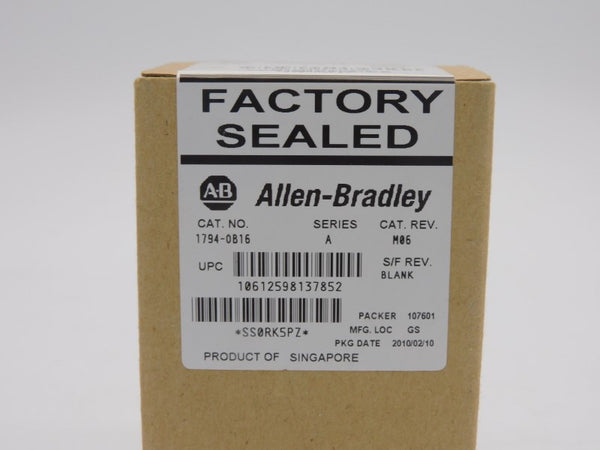 FACTORY
SEALED
AB Allen-Bradley
CAT. NO. SERIES CAT. REV.
1794-OB16 A M06
UPC S/F REV.
BLANK
10612598137852
PACKER 107601
*SS0RK5PZ* MFG. LOC GS
PKG DATE 2010/02/10
PRODUCT OF SINGAPORE